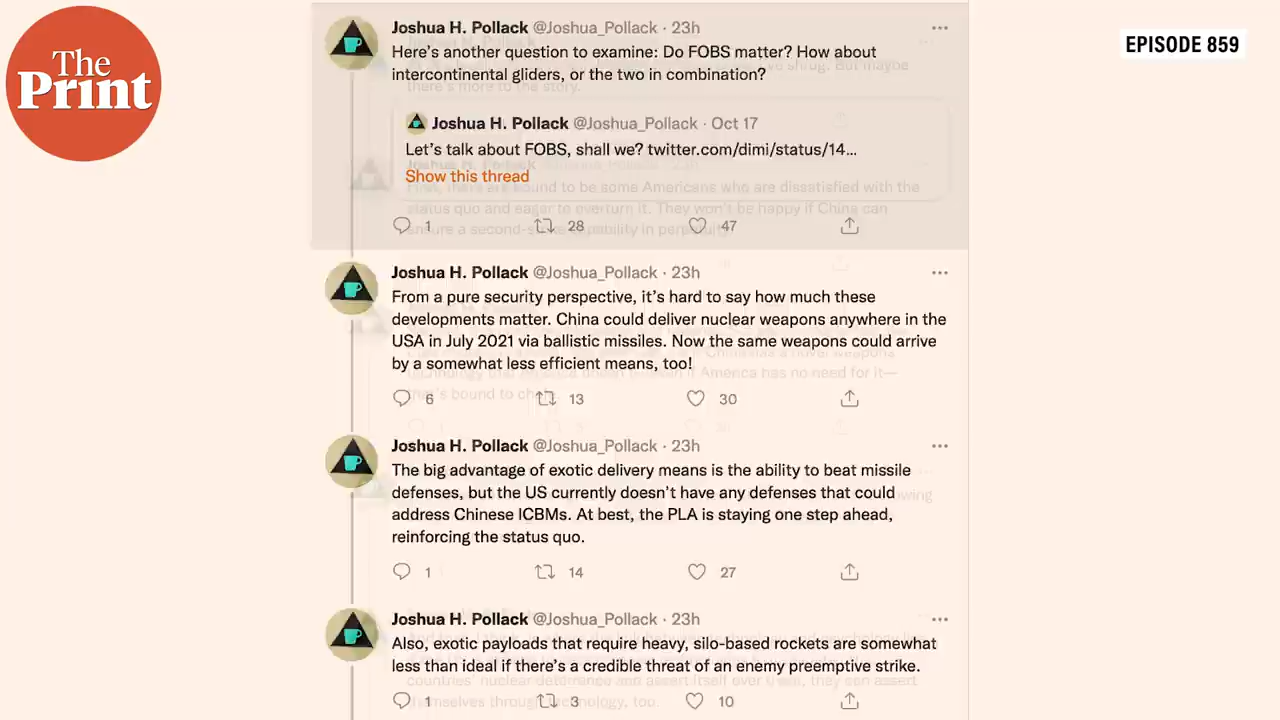 The
Print
EPISODE 859
Joshua H. Pollack @Joshua_Pollack · 23h
Here's another question to examine: Do FOBS matter? How about
intercontinental gliders, or the two in combination?
Joshua H. Pollack @Joshua_Pollack · Oct 17
Let's talk about FOBS, shall we? twitter.com/dimi/status/14...
Show this thread
1 28 47
Joshua H. Pollack @Joshua_Pollack · 23h
From a pure security perspective, it's hard to say how much these
developments matter. China could deliver nuclear weapons anywhere in the
USA in July 2021 via ballistic missiles. Now the same weapons could arrive
by a somewhat less efficient means, too!
6 13 30
Joshua H. Pollack @Joshua_Pollack · 23h
The big advantage of exotic delivery means is the ability to beat missile
defenses, but the US currently doesn't have any defenses that could
address Chinese ICBMs. At best, the PLA is staying one step ahead,
reinforcing the status quo.
1 14 27
Joshua H. Pollack @Joshua_Pollack · 23h
Also, exotic payloads that require heavy, silo-based rockets are somewhat
less than ideal if there's a credible threat of an enemy preemptive strike.
1 3 10